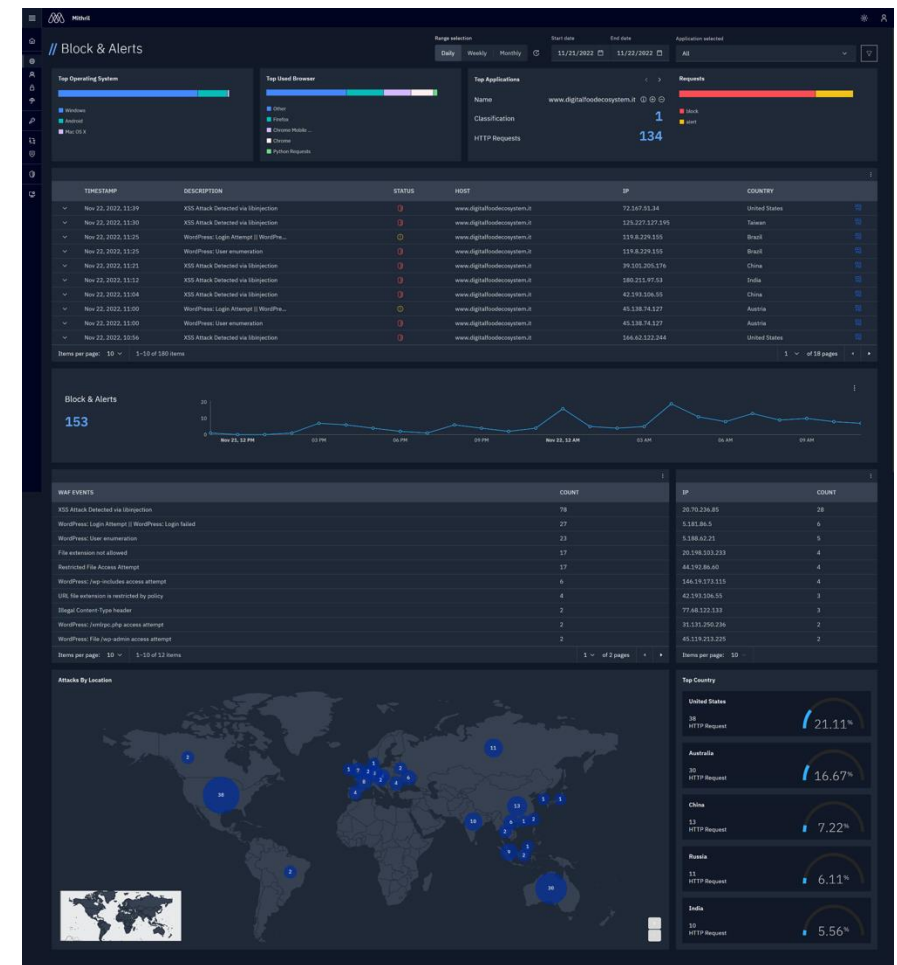 Mithril
// Block & Alerts
Range selection
Daily Weekly Monthly
Start date
11/21/2022
End date
11/22/2022
Application selected
All
Top Operating System
Windows
Android
Mac OS X
Top Used Browser
Other
Firefox
Chrome Mobile ...
Chrome
Python Requests
Top Applications
Name www.digitalfoodecosystem.it
Classification 1
HTTP Requests 134
Requests
block
alert
TIMESTAMP DESCRIPTION STATUS HOST IP COUNTRY
Nov 22, 2022, 11:39 XSS Attack Detected via libinjection www.digitalfoodecosystem.it 72.167.51.34 United States
Nov 22, 2022, 11:30 XSS Attack Detected via libinjection www.digitalfoodecosystem.it 125.227.127.195 Taiwan
Nov 22, 2022, 11:25 WordPress: Login Attempt || WordPre... www.digitalfoodecosystem.it 119.8.229.155 Brazil
Nov 22, 2022, 11:25 WordPress: User enumeration www.digitalfoodecosystem.it 119.8.229.155 Brazil
Nov 22, 2022, 11:21 XSS Attack Detected via libinjection www.digitalfoodecosystem.it 39.101.205.176 China
Nov 22, 2022, 11:12 XSS Attack Detected via libinjection www.digitalfoodecosystem.it 180.211.97.53 India
Nov 22, 2022, 11:04 XSS Attack Detected via libinjection www.digitalfoodecosystem.it 42.193.106.55 China
Nov 22, 2022, 11:00 WordPress: Login Attempt || WordPre... www.digitalfoodecosystem.it 45.138.74.127 Austria
Nov 22, 2022, 11:00 WordPress: User enumeration www.digitalfoodecosystem.it 45.138.74.127 Austria
Nov 22, 2022, 10:56 XSS Attack Detected via libinjection www.digitalfoodecosystem.it 166.62.122.244 United States
Items per page: 10 1-10 of 180 items 1 of 18 pages
Block & Alerts
153
20
10
0
Nov 21, 12 PM 03 PM 06 PM 09 PM Nov 22, 12 AM 03 AM 06 AM 09 AM
WAF EVENTS COUNT
XSS Attack Detected via libinjection 78
WordPress: Login Attempt || WordPress: Login failed 27
WordPress: User enumeration 23
File extension not allowed 17
Restricted File Access Attempt 17
WordPress: /wp-includes access attempt 6
URL file extension is restricted by policy 4
Illegal Content-Type header 2
WordPress: /xmlrpc.php access attempt 2
WordPress: File /wp-admin access attempt 2
Items per page: 10 1-10 of 12 items 1 of 2 pages
IP COUNT
20.70.236.85 28
5.181.86.5 6
5.188.62.21 5
20.198.103.233 4
44.192.86.60 4
146.19.173.115 4
42.193.106.55 3
77.68.122.133 3
31.131.250.236 2
45.119.213.225 2
Items per page: 10
Attacks By Location
11
38
13
16
30
2
Top Country
United States
38
HTTP Request
21.11%
Australia
30
HTTP Request
16.67%
China
13
HTTP Request
7.22%
Russia
11
HTTP Request
6.11%
India
10
HTTP Request
5.56%